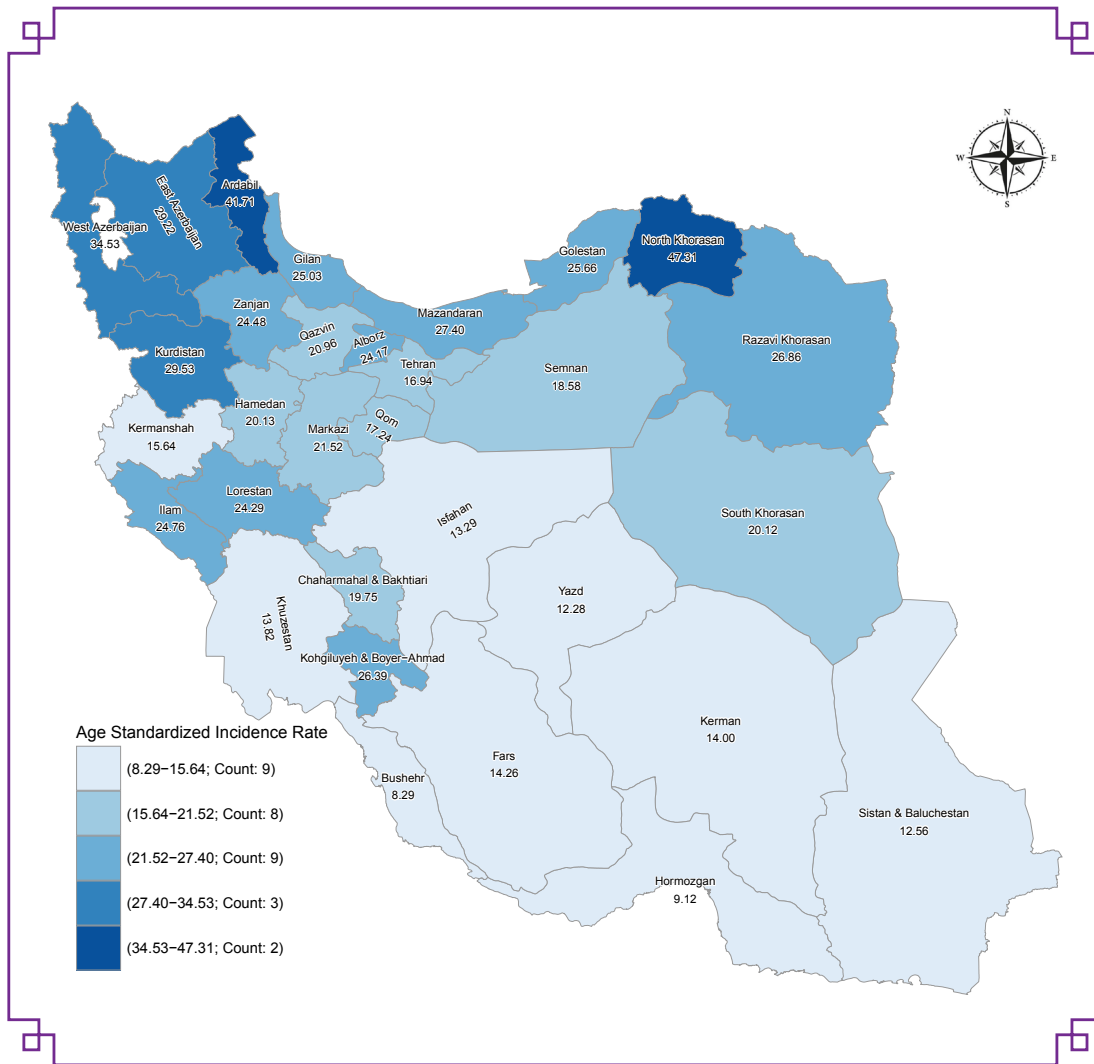 N
W
E
S
Ardabil
41.71
East Azerbaijan
29.22
West Azerbaijan
34.53
North Khorasan
47.31
Golestan
25.66
Gilan
25.03
Zanjan
24.48
Mazandaran
27.40
Qazvin
20.96
Alborz
24.17
Razavi Khorasan
26.86
Kurdistan
29.53
Tehran
16.94
Semnan
18.58
Hamedan
20.13
Qom
17.24
Kermanshah
15.64
Markazi
21.52
Lorestan
24.29
Ilam
24.76
Isfahan
13.29
South Khorasan
20.12
Chaharmahal & Bakhtiari
19.75
Yazd
12.28
Khuzestan
13.82
Kohgiluyeh & Boyer−Ahmad
26.39
Kerman
14.00
Fars
14.26
Bushehr
8.29
Sistan & Baluchestan
12.56
Hormozgan
9.12
Age Standardized Incidence Rate
(8.29−15.64; Count: 9)
(15.64−21.52; Count: 8)
(21.52−27.40; Count: 9)
(27.40−34.53; Count: 3)
(34.53−47.31; Count: 2)